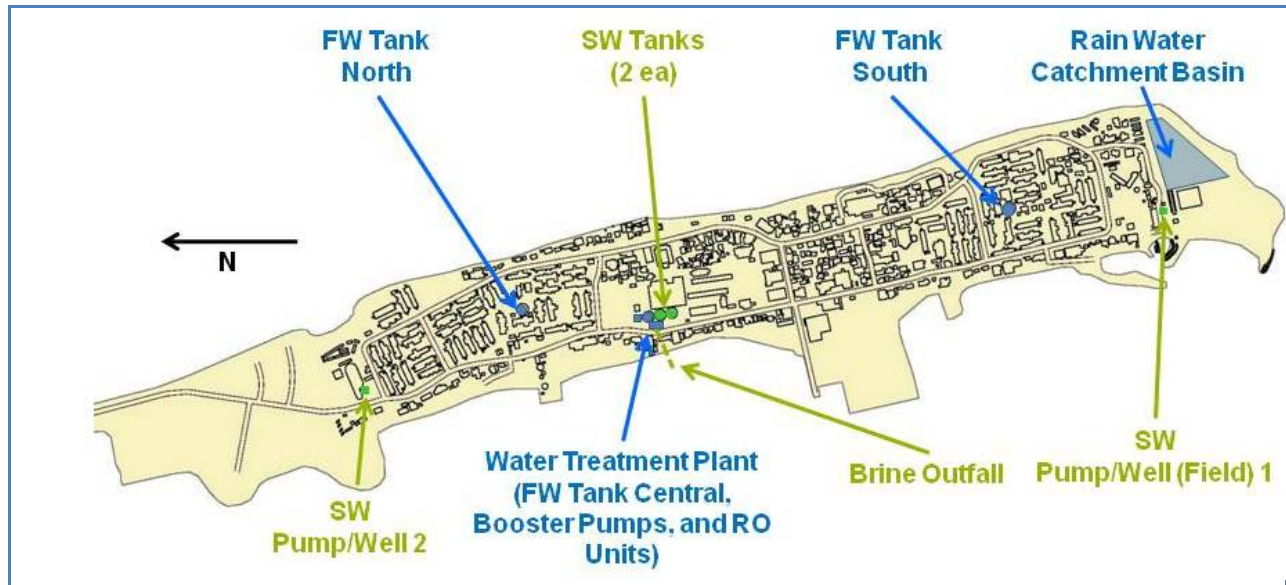 FW Tank
North
SW Tanks
(2 ea)
FW Tank
South
Rain Water
Catchment Basin
N
SW
Pump/Well 2
Water Treatment Plant
(FW Tank Central,
Booster Pumps, and RO
Units)
Brine Outfall
SW
Pump/Well (Field) 1